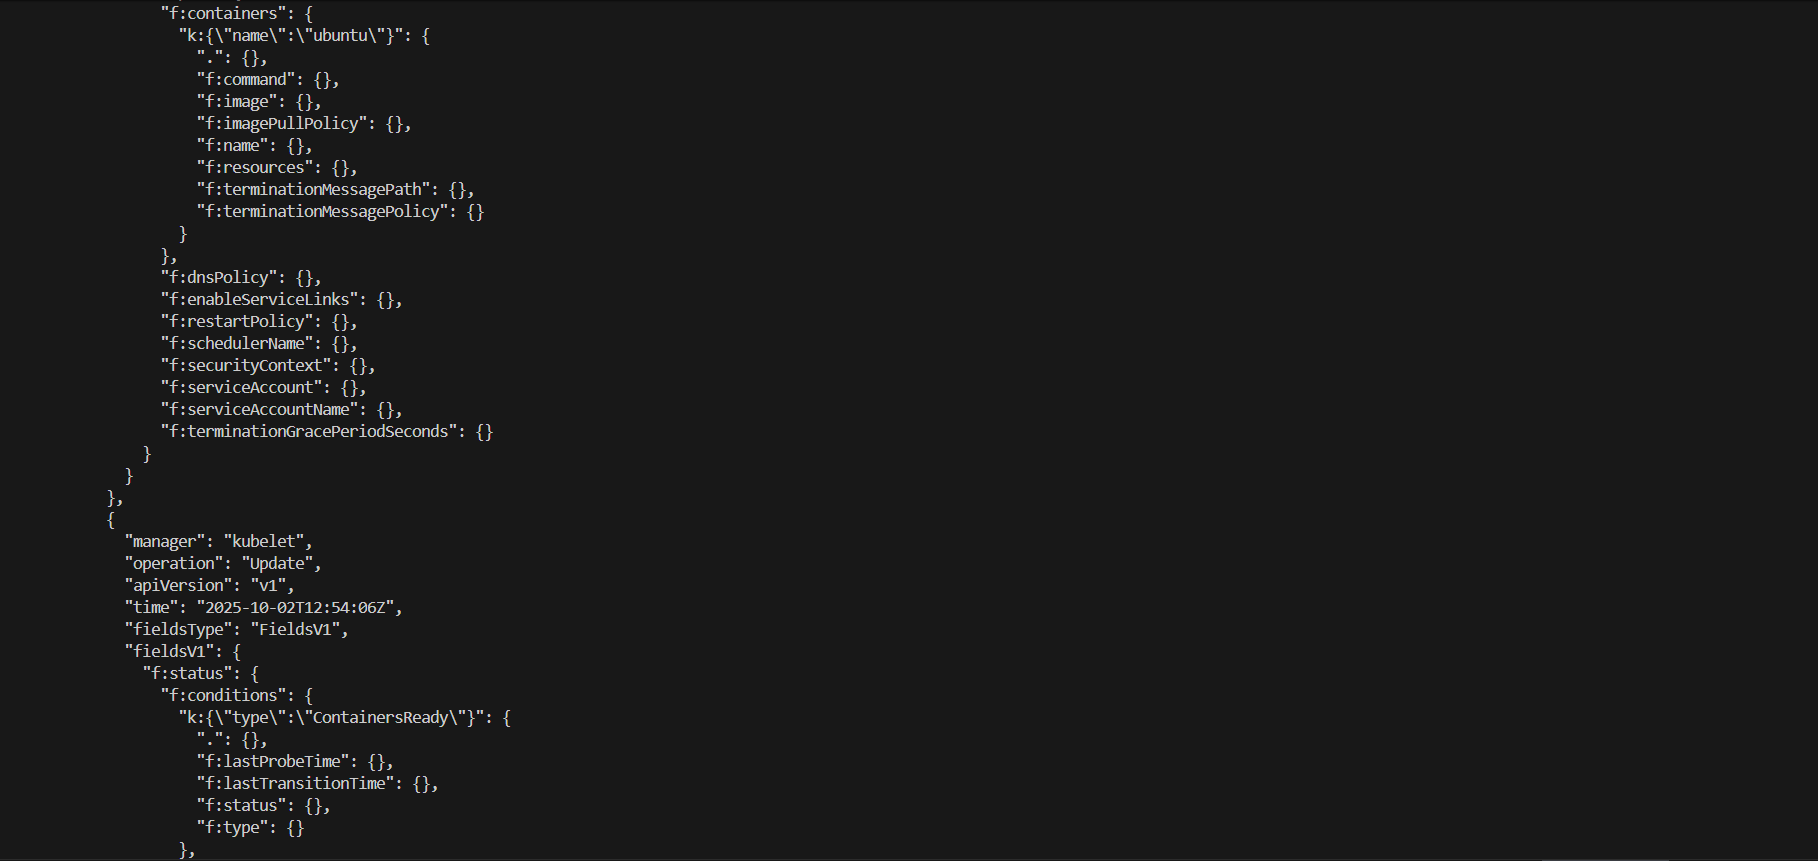 "f:containers": {
"k:{\"name\":\"ubuntu\"}": {
".": {},
"f:command": {},
"f:image": {},
"f:imagePullPolicy": {},
"f:name": {},
"f:resources": {},
"f:terminationMessagePath": {},
"f:terminationMessagePolicy": {}
}
},
"f:dnsPolicy": {},
"f:enableServiceLinks": {},
"f:restartPolicy": {},
"f:schedulerName": {},
"f:securityContext": {},
"f:serviceAccount": {},
"f:serviceAccountName": {},
"f:terminationGracePeriodSeconds": {}
}
}
},
{
"manager": "kubelet",
"operation": "Update",
"apiVersion": "v1",
"time": "2025-10-02T12:54:06Z",
"fieldsType": "FieldsV1",
"fieldsV1": {
"f:status": {
"f:conditions": {
"k:{\"type\":\"ContainersReady\"}": {
".": {},
"f:lastProbeTime": {},
"f:lastTransitionTime": {},
"f:status": {},
"f:type": {}
},